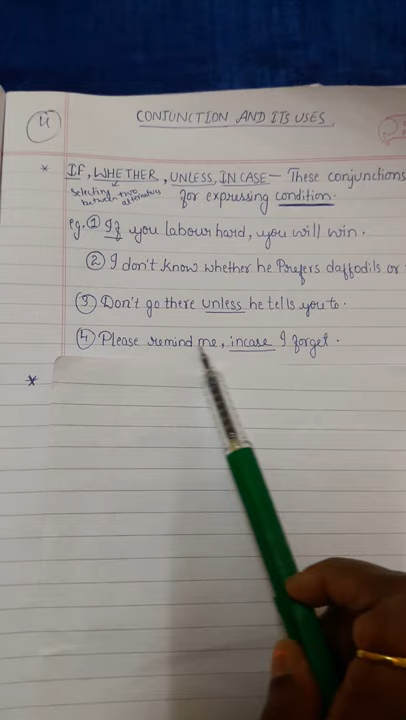 4
CONJUNCTION AND ITS USES
* IF, WHETHER, UNLESS, IN CASE - These conjunctions
selecting between two alternatives
for expressing condition.
eg. ① If you labour hard, you will win.
② I don't know whether he Prefers daffodils or
③ Don't go there unless he tells you to.
④ Please remind me, incase I forget.
*